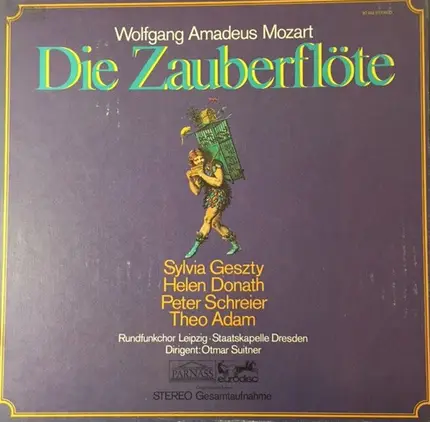 Wolfgang Amadeus Mozart
Die Zauberflöte
Sylvia Geszty
Helen Donath
Peter Schreier
Theo Adam
Rundfunkchor Leipzig · Staatskapelle Dresden
Dirigent: Otmar Suitner
PARNASS eurodisc
STEREO Gesamtaufnahme